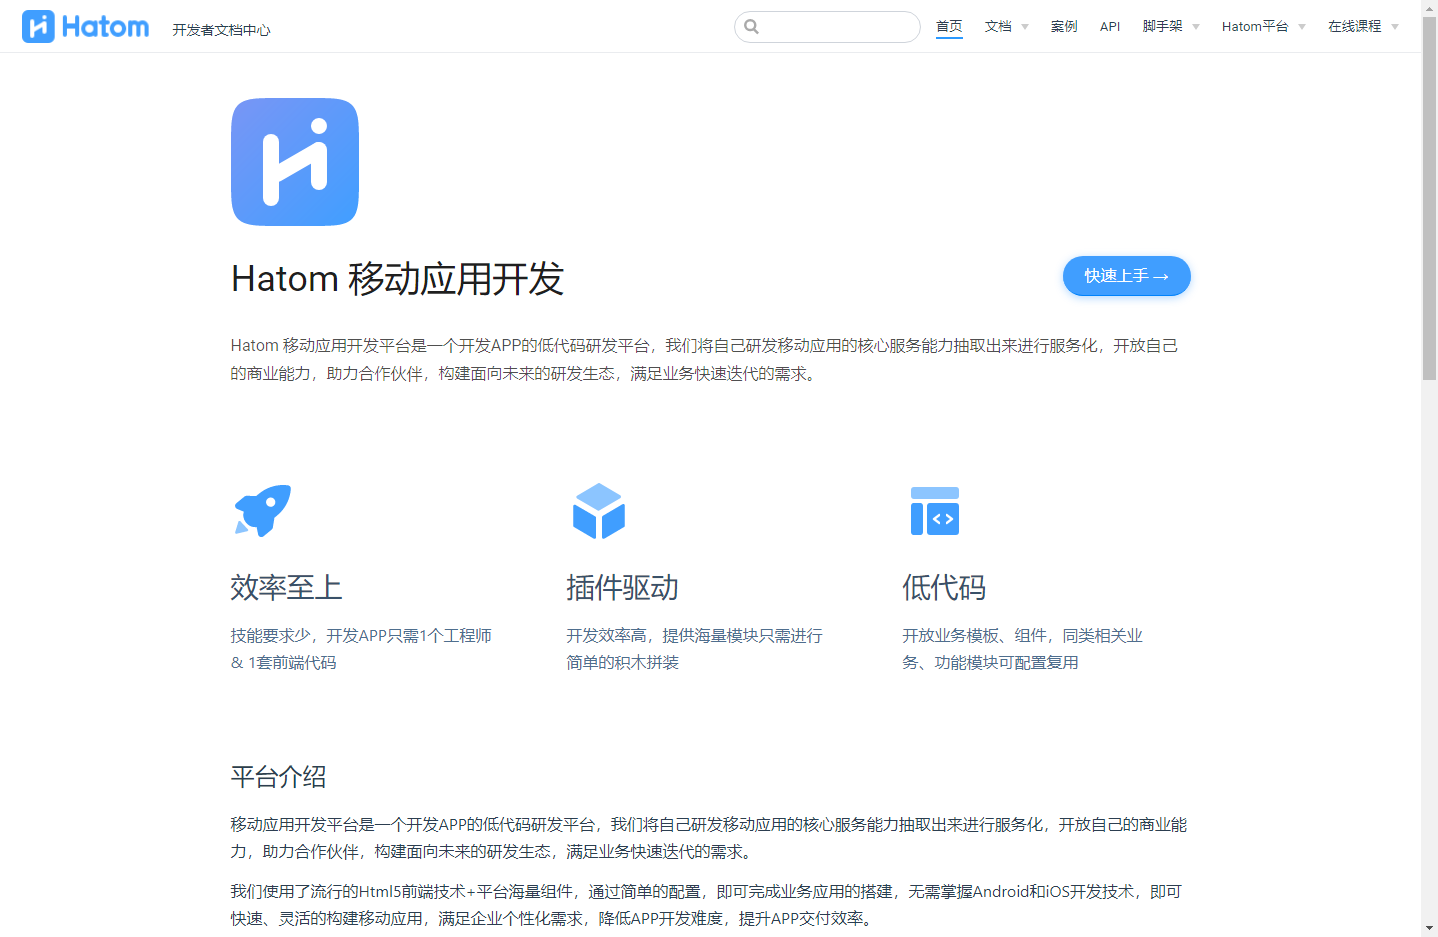 Hatom 开发者文档中心
首页 文档 案例 API 脚手架 Hatom平台 在线课程
Hatom 移动应用开发
快速上手 →
Hatom 移动应用开发平台是一个开发APP的低代码研发平台，我们将自己研发移动应用的核心服务能力抽取出来进行服务化，开放自己
的商业能力，助力合作伙伴，构建面向未来的研发生态，满足业务快速迭代的需求。
效率至上
技能要求少，开发APP只需1个工程师
& 1套前端代码
插件驱动
开发效率高，提供海量模块只需进行
简单的积木拼装
低代码
开放业务模板、组件，同类相关业
务、功能模块可配置复用
平台介绍
移动应用开发平台是一个开发APP的低代码研发平台，我们将自己研发移动应用的核心服务能力抽取出来进行服务化，开放自己的商业能
力，助力合作伙伴，构建面向未来的研发生态，满足业务快速迭代的需求。
我们使用了流行的Html5前端技术+平台海量组件，通过简单的配置，即可完成业务应用的搭建，无需掌握Android和iOS开发技术，即可
快速、灵活的构建移动应用，满足企业个性化需求，降低APP开发难度，提升APP交付效率。